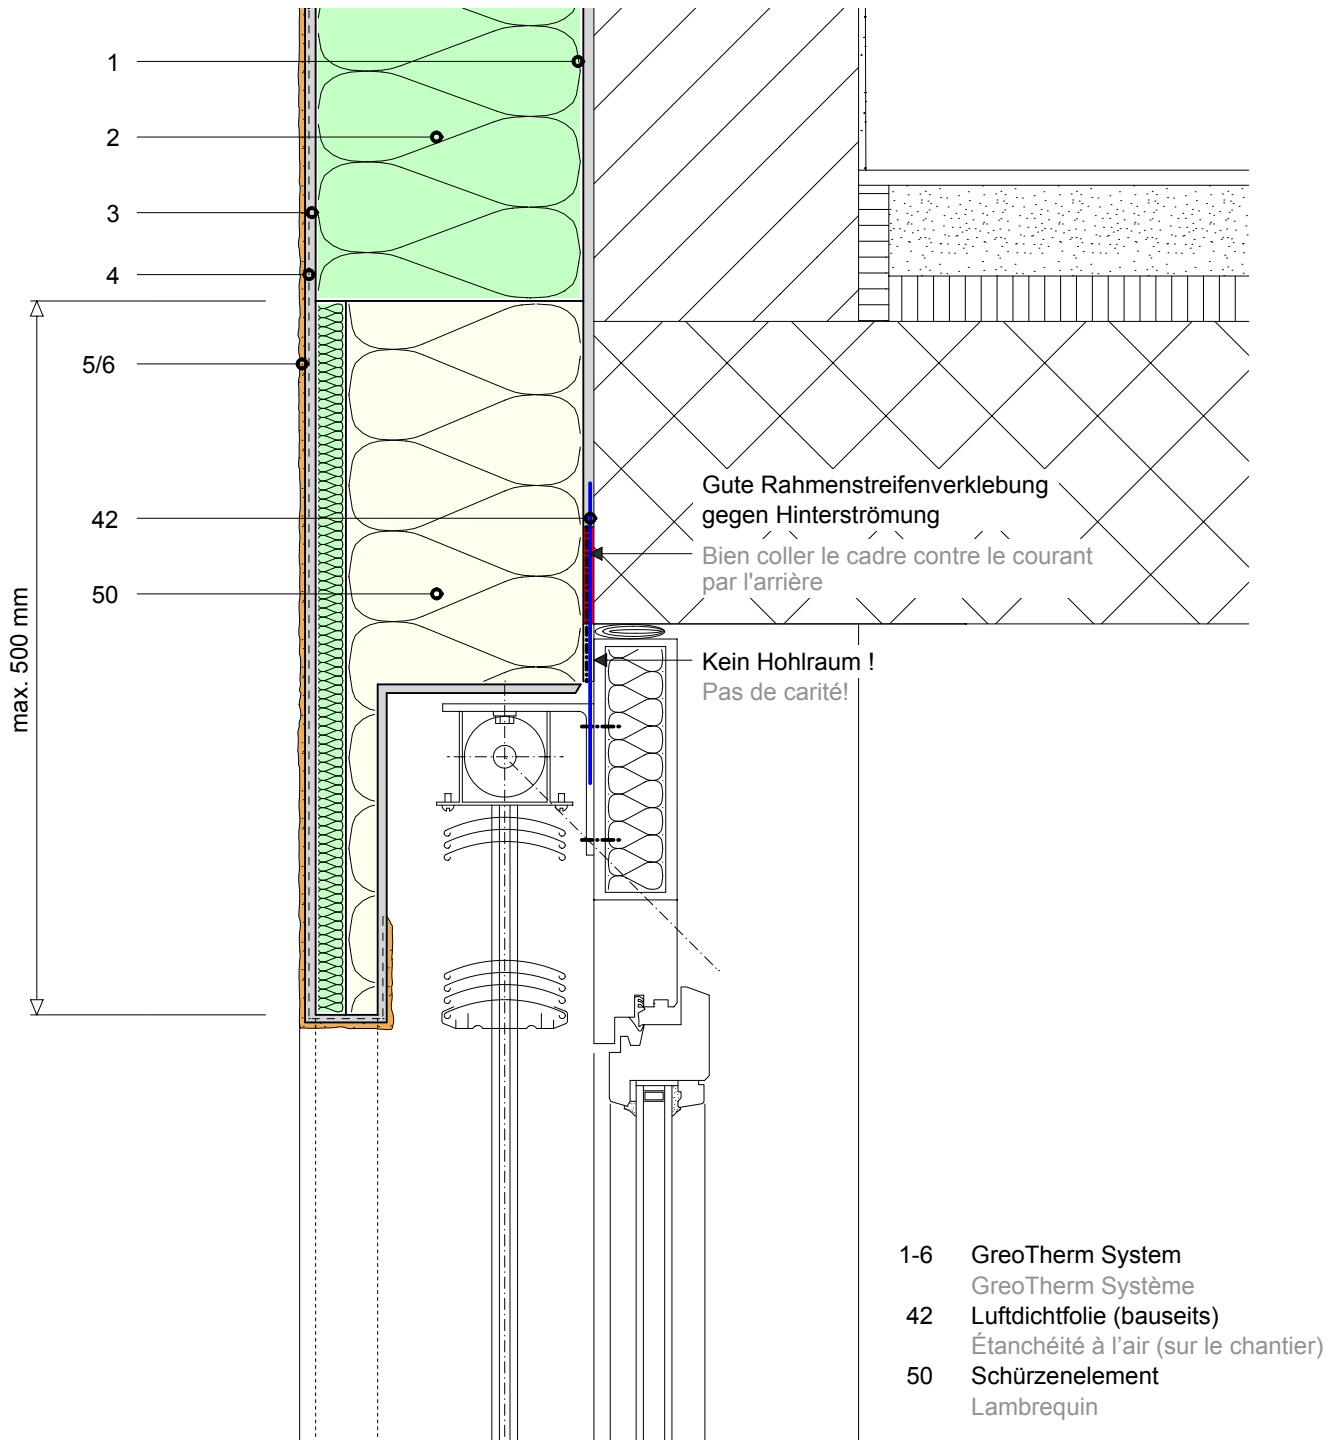 1
2
3
4
5/6
42
50
max. 500 mm
Gute Rahmenstreifenverklebung
gegen Hinterströmung
Bien coller le cadre contre le courant
par l'arrière
Kein Hohlraum !
Pas de carité!
1-6 GreoTherm System
GreoTherm Système
42 Luftdichtfolie (bauseits)
Étanchéité à l'air (sur le chantier)
50 Schürzenelement
Lambrequin